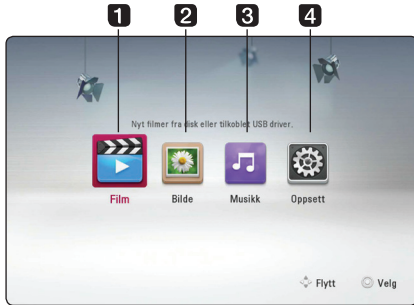 1 2 3 4
Nyt filmer fra disk eller tilkoblet USB driver.
Film Bilde Musikk Oppsett
Flytt Velg